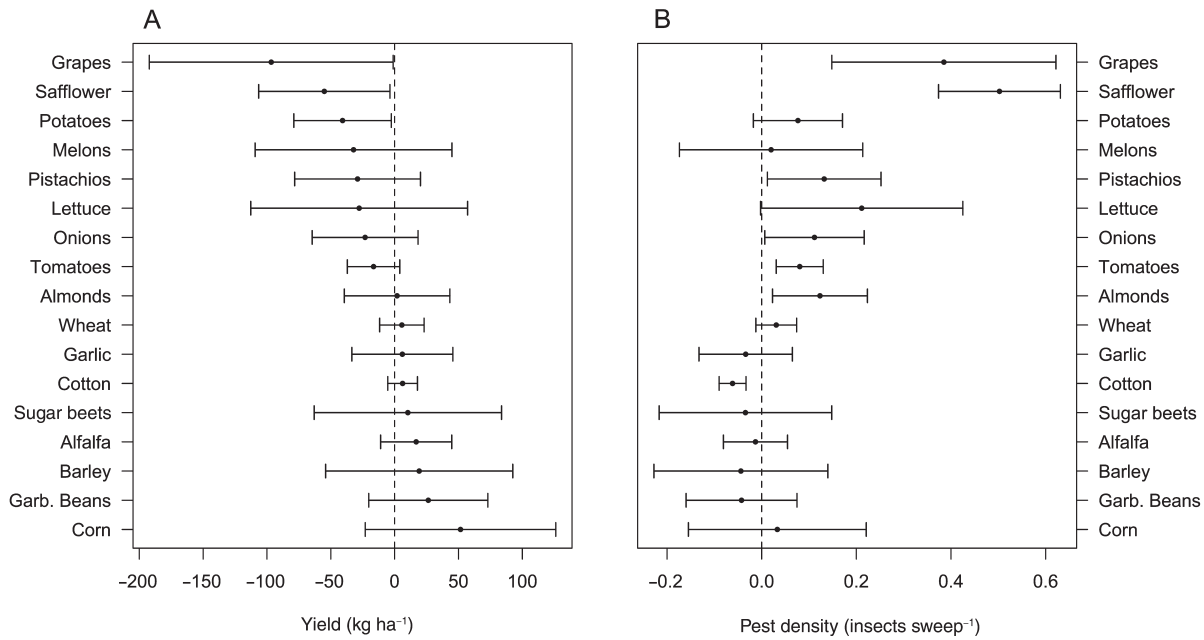 A
B
Grapes
Safflower
Potatoes
Melons
Pistachios
Lettuce
Onions
Tomatoes
Almonds
Wheat
Garlic
Cotton
Sugar beets
Alfalfa
Barley
Garb. Beans
Corn
Grapes
Safflower
Potatoes
Melons
Pistachios
Lettuce
Onions
Tomatoes
Almonds
Wheat
Garlic
Cotton
Sugar beets
Alfalfa
Barley
Garb. Beans
Corn
−200 −150 −100 −50 0 50 100
−0.2 0.0 0.2 0.4 0.6
Yield (kg ha⁻¹)
Pest density (insects sweep⁻¹)